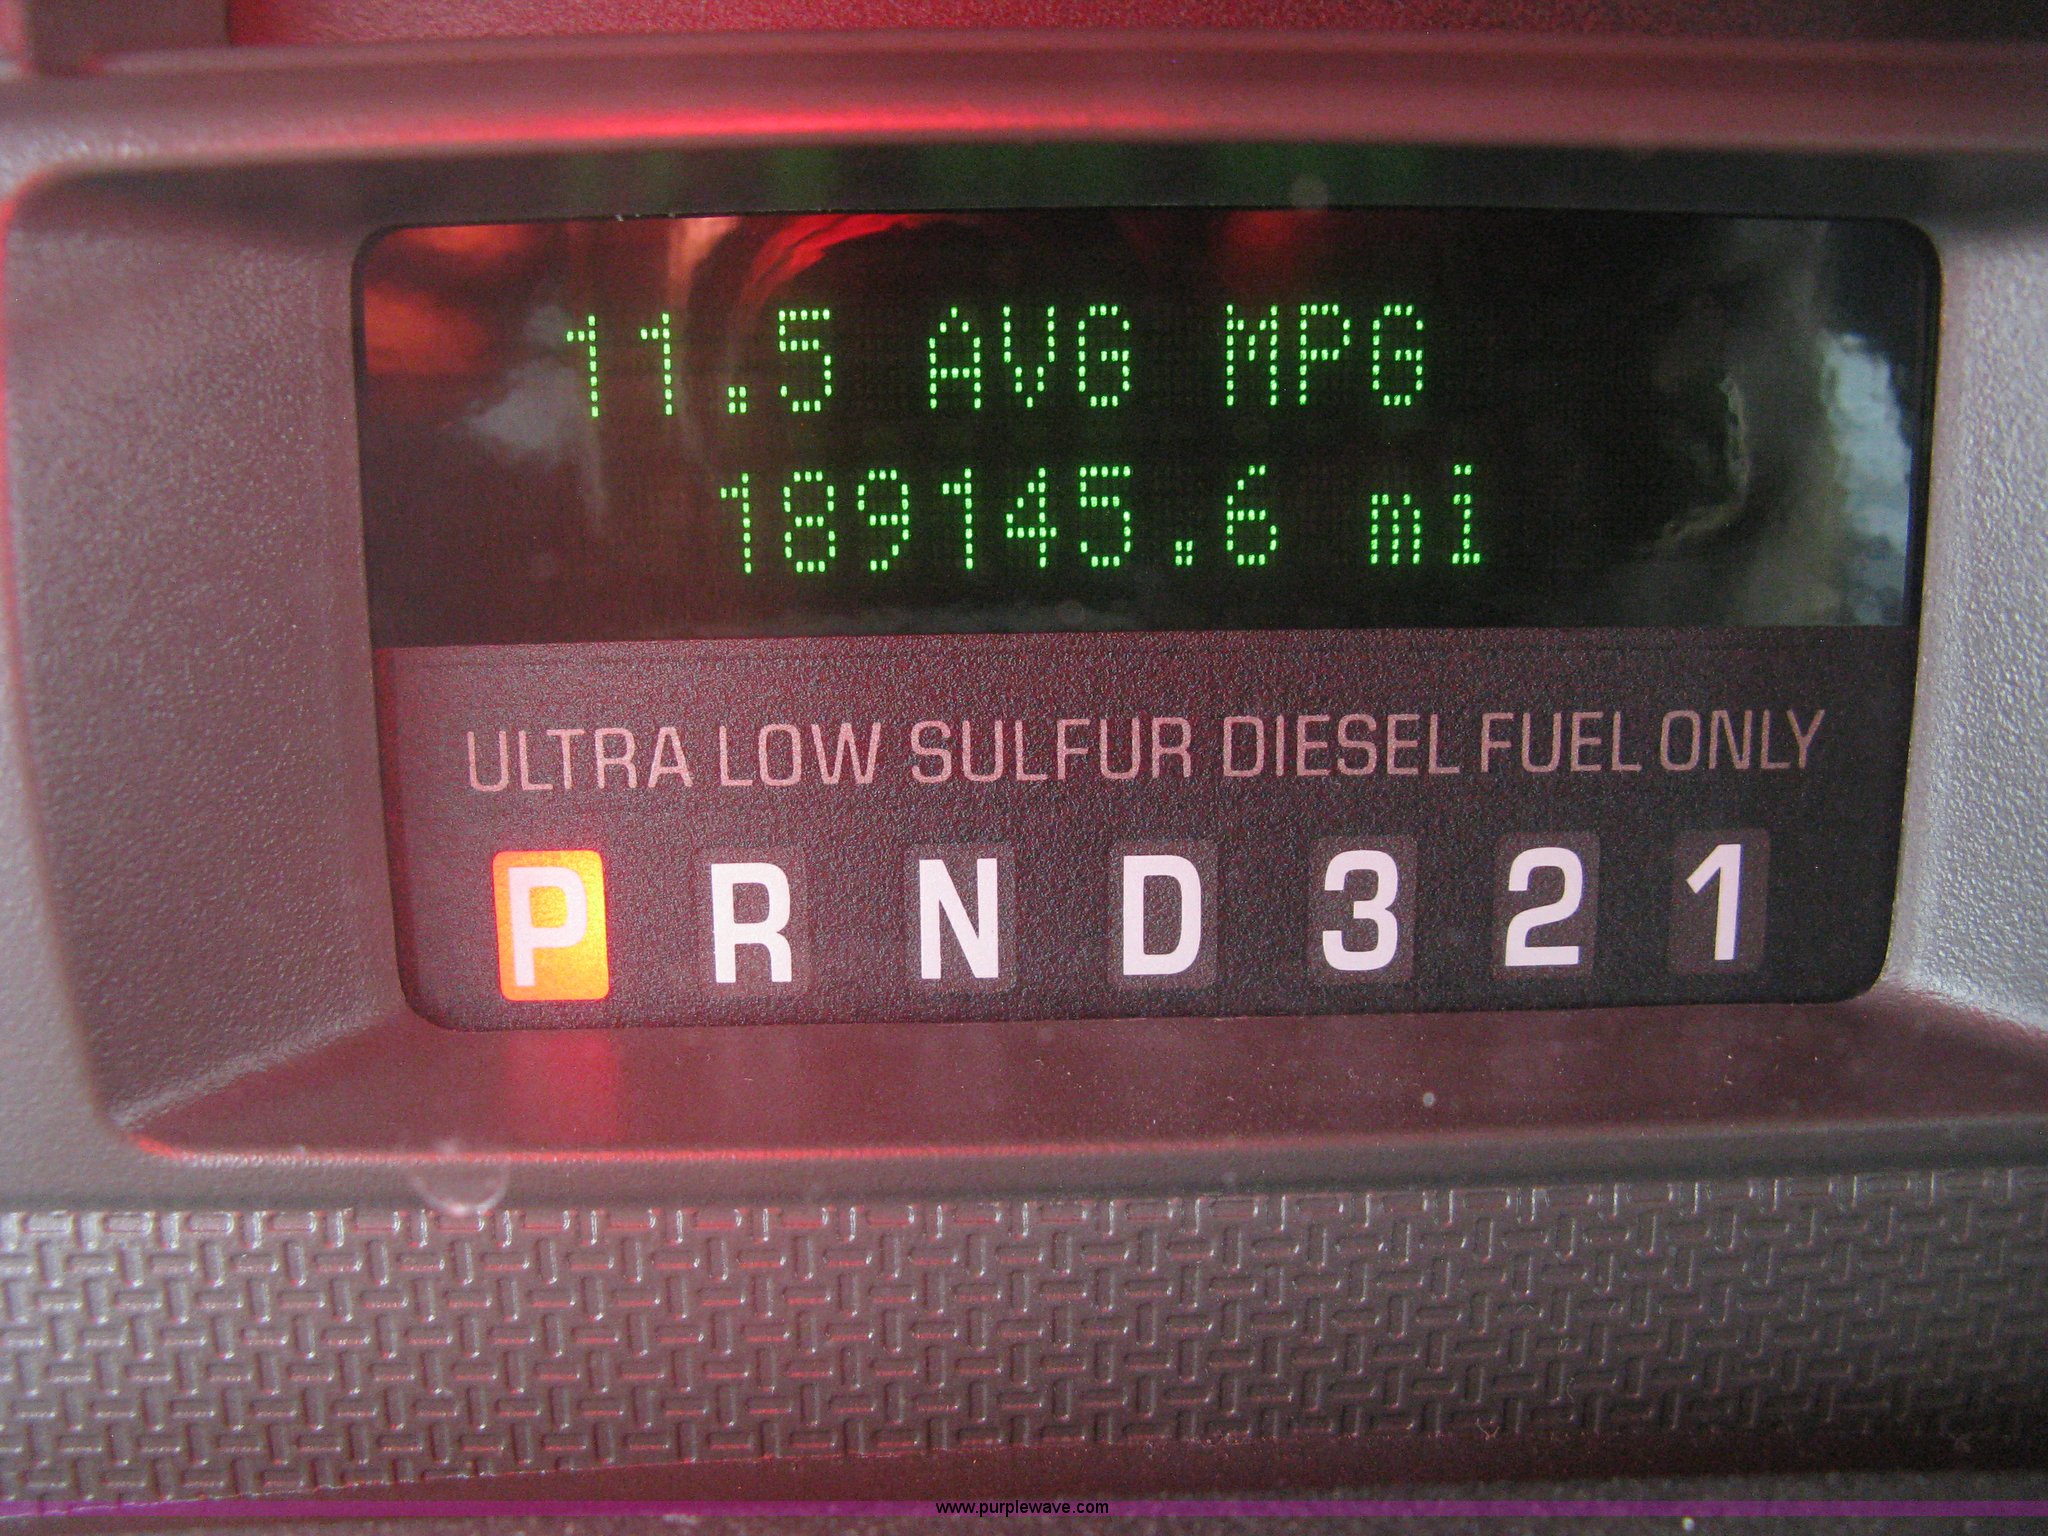 11.5 AVG MPG
189145.6 mi
ULTRA LOW SULFUR DIESEL FUEL ONLY
P R N D 3 2 1
www.purplewave.com